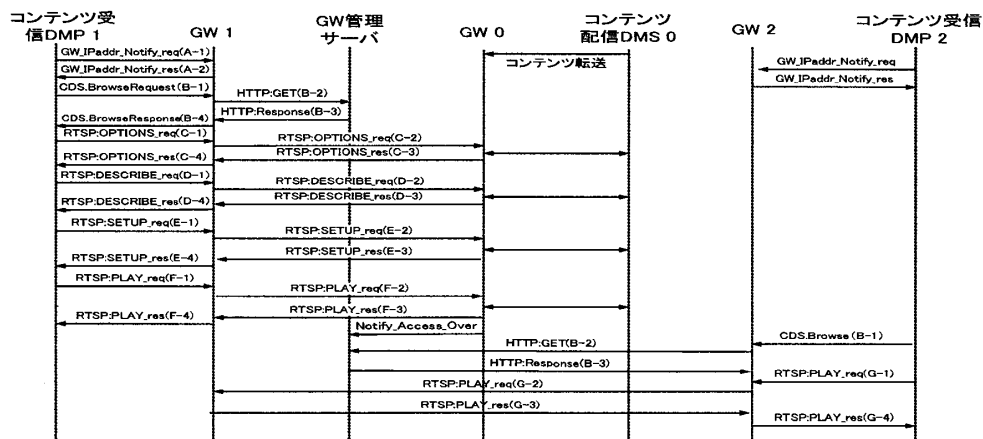 コンテンツ受
信DMP 1
GW 1
GW管理
サーバ
GW 0
コンテンツ
配信DMS 0
GW 2
コンテンツ受信
DMP 2
GW_IPaddr_Notify_req(A-1)
コンテンツ転送
GW_IPaddr_Notify_req
GW_IPaddr_Notify_res(A-2)
GW_IPaddr_Notify_res
CDS.BrowseRequest(B-1)
HTTP:GET(B-2)
HTTP:Response(B-3)
CDS.BrowseResponse(B-4)
RTSP:OPTIONS_req(C-1)
RTSP:OPTIONS_req(C-2)
RTSP:OPTIONS_res(C-3)
RTSP:OPTIONS_res(C-4)
RTSP:DESCRIBE_req(D-1)
RTSP:DESCRIBE_req(D-2)
RTSP:DESCRIBE_res(D-3)
RTSP:DESCRIBE_res(D-4)
RTSP:SETUP_req(E-1)
RTSP:SETUP_req(E-2)
RTSP:SETUP_res(E-3)
RTSP:SETUP_res(E-4)
RTSP:PLAY_req(F-1)
RTSP:PLAY_req(F-2)
RTSP:PLAY_res(F-3)
RTSP:PLAY_res(F-4)
Notify_Access_Over
CDS.Browse(B-1)
HTTP:GET(B-2)
HTTP:Response(B-3)
RTSP:PLAY_req(G-1)
RTSP:PLAY_req(G-2)
RTSP:PLAY_res(G-3)
RTSP:PLAY_res(G-4)